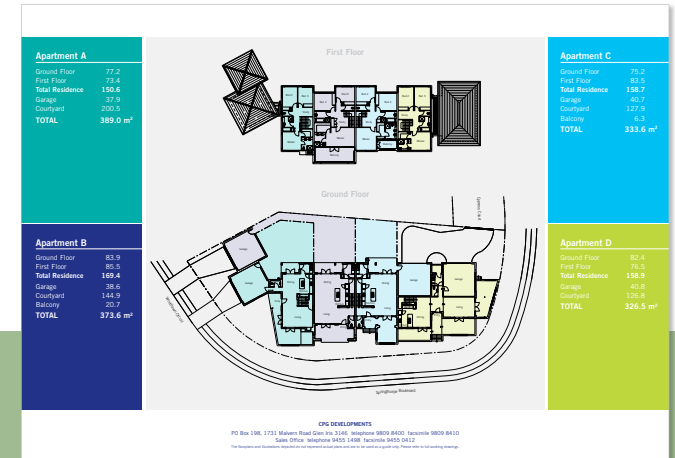 Apartment A
Ground Floor 77.2
First Floor 73.4
Total Residence 150.6
Garage 37.9
Courtyard 200.5
TOTAL 389.0 m²
Apartment B
Ground Floor 83.9
First Floor 85.5
Total Residence 169.4
Garage 38.6
Courtyard 144.9
Balcony 20.7
TOTAL 373.6 m²
First Floor
Ground Floor
Apartment C
Ground Floor 75.2
First Floor 83.5
Total Residence 158.7
Garage 40.7
Courtyard 127.9
Balcony 6.3
TOTAL 333.6 m²
Apartment D
Ground Floor 82.4
First Floor 76.5
Total Residence 158.9
Garage 40.8
Courtyard 126.8
TOTAL 326.5 m²
CPG DEVELOPMENTS
PO Box 198, 1731 Malvern Road Glen Iris 3146 telephone 9809 8400 facsimile 9809 8410
Sales Office telephone 9455 1498 facsimile 9455 0412